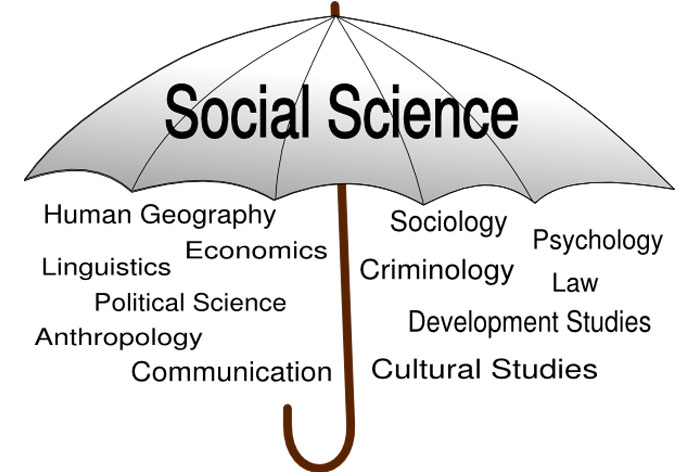 Social Science
Human Geography
Economics
Linguistics
Political Science
Anthropology
Communication
Sociology
Psychology
Criminology
Law
Development Studies
Cultural Studies